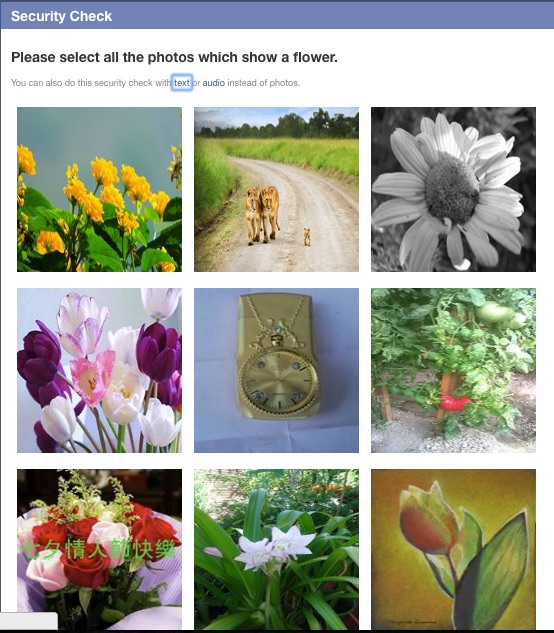 Security Check
Please select all the photos which show a flower.
You can also do this security check with text or audio instead of photos.
七夕情人節快樂